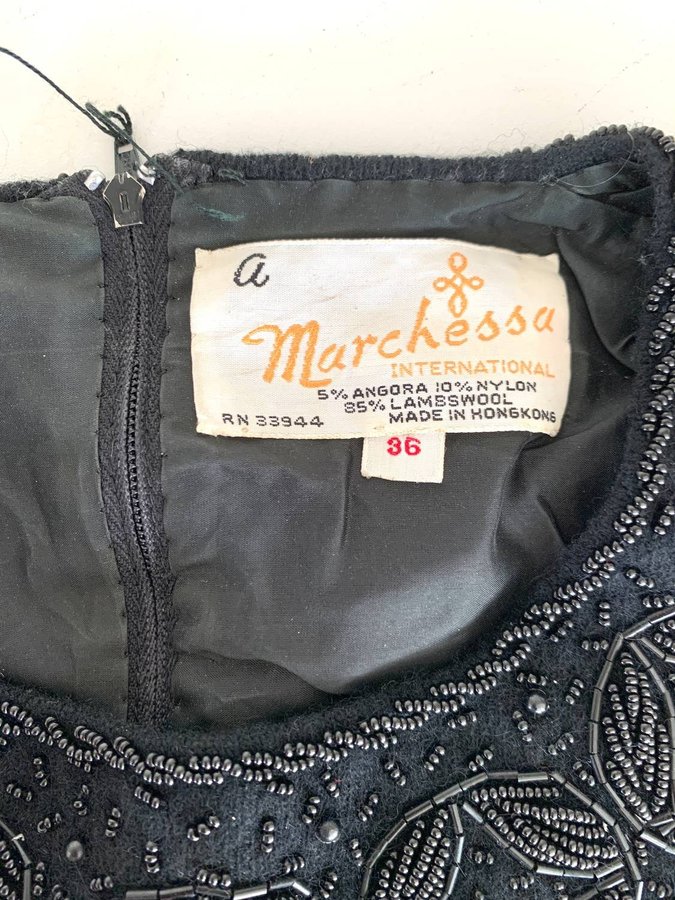 a
Marchessa
INTERNATIONAL
5% ANGORA 10% NYLON
85% LAMBSWOOL
RN 33944 MADE IN HONGKONG
36